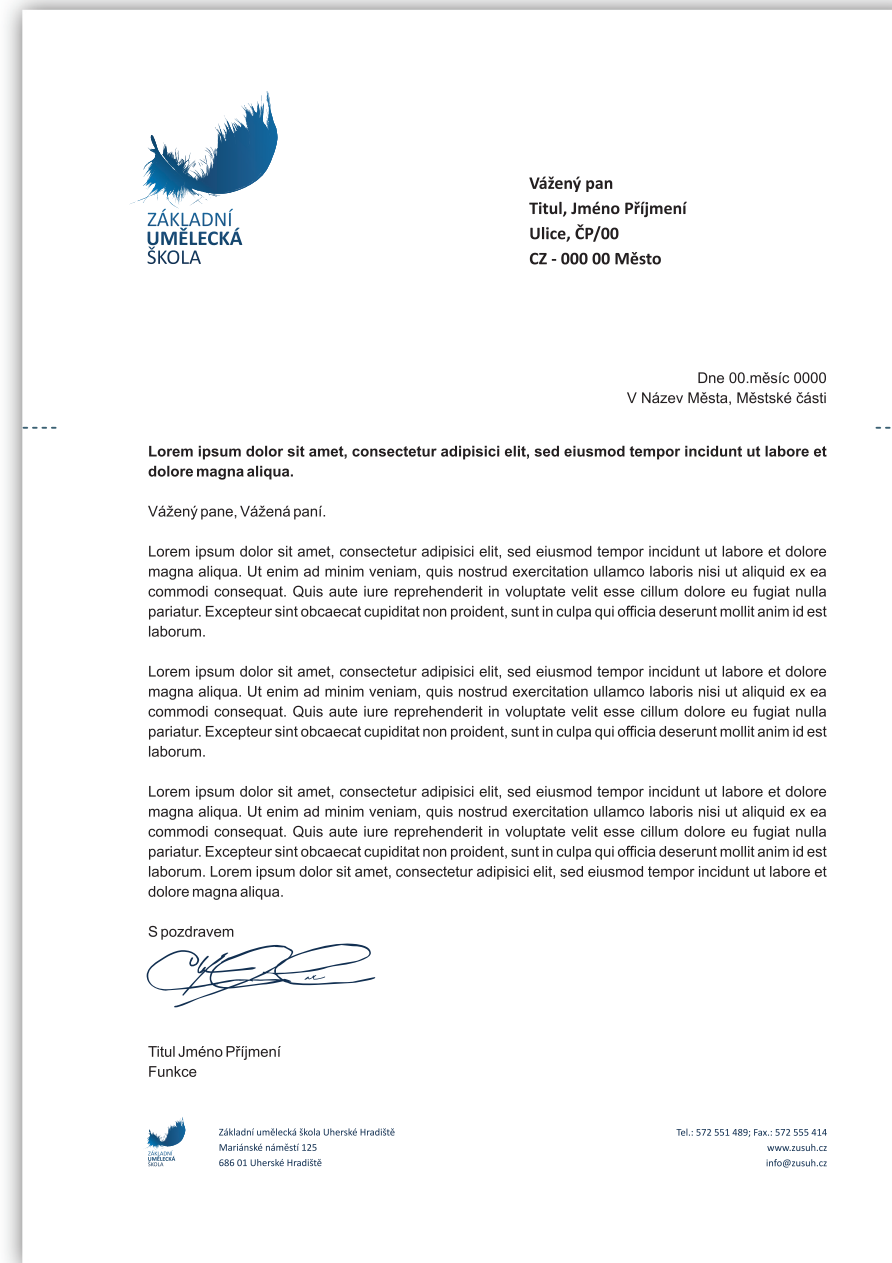 ZÁKLADNÍ
UMĚLECKÁ
ŠKOLA
Vážený pan
Titul, Jméno Příjmení
Ulice, ČP/00
CZ - 000 00 Město
Dne 00.měsíc 0000
V Název Města, Městské části
Lorem ipsum dolor sit amet, consectetur adipisici elit, sed eiusmod tempor incidunt ut labore et
dolore magna aliqua.
Vážený pane, Vážená paní.
Lorem ipsum dolor sit amet, consectetur adipisici elit, sed eiusmod tempor incidunt ut labore et dolore
magna aliqua. Ut enim ad minim veniam, quis nostrud exercitation ullamco laboris nisi ut aliquid ex ea
commodi consequat. Quis aute iure reprehenderit in voluptate velit esse cillum dolore eu fugiat nulla
pariatur. Excepteur sint obcaecat cupiditat non proident, sunt in culpa qui officia deserunt mollit anim id est
laborum.
Lorem ipsum dolor sit amet, consectetur adipisici elit, sed eiusmod tempor incidunt ut labore et dolore
magna aliqua. Ut enim ad minim veniam, quis nostrud exercitation ullamco laboris nisi ut aliquid ex ea
commodi consequat. Quis aute iure reprehenderit in voluptate velit esse cillum dolore eu fugiat nulla
pariatur. Excepteur sint obcaecat cupiditat non proident, sunt in culpa qui officia deserunt mollit anim id est
laborum.
Lorem ipsum dolor sit amet, consectetur adipisici elit, sed eiusmod tempor incidunt ut labore et dolore
magna aliqua. Ut enim ad minim veniam, quis nostrud exercitation ullamco laboris nisi ut aliquid ex ea
commodi consequat. Quis aute iure reprehenderit in voluptate velit esse cillum dolore eu fugiat nulla
pariatur. Excepteur sint obcaecat cupiditat non proident, sunt in culpa qui officia deserunt mollit anim id est
laborum. Lorem ipsum dolor sit amet, consectetur adipisici elit, sed eiusmod tempor incidunt ut labore et
dolore magna aliqua.
S pozdravem
Titul Jméno Příjmení
Funkce
ZÁKLADNÍ
UMĚLECKÁ
ŠKOLA
Základní umělecká škola Uherské Hradiště
Mariánské náměstí 125
686 01 Uherské Hradiště
Tel.: 572 551 489; Fax.: 572 555 414
www.zusuh.cz
info@zusuh.cz